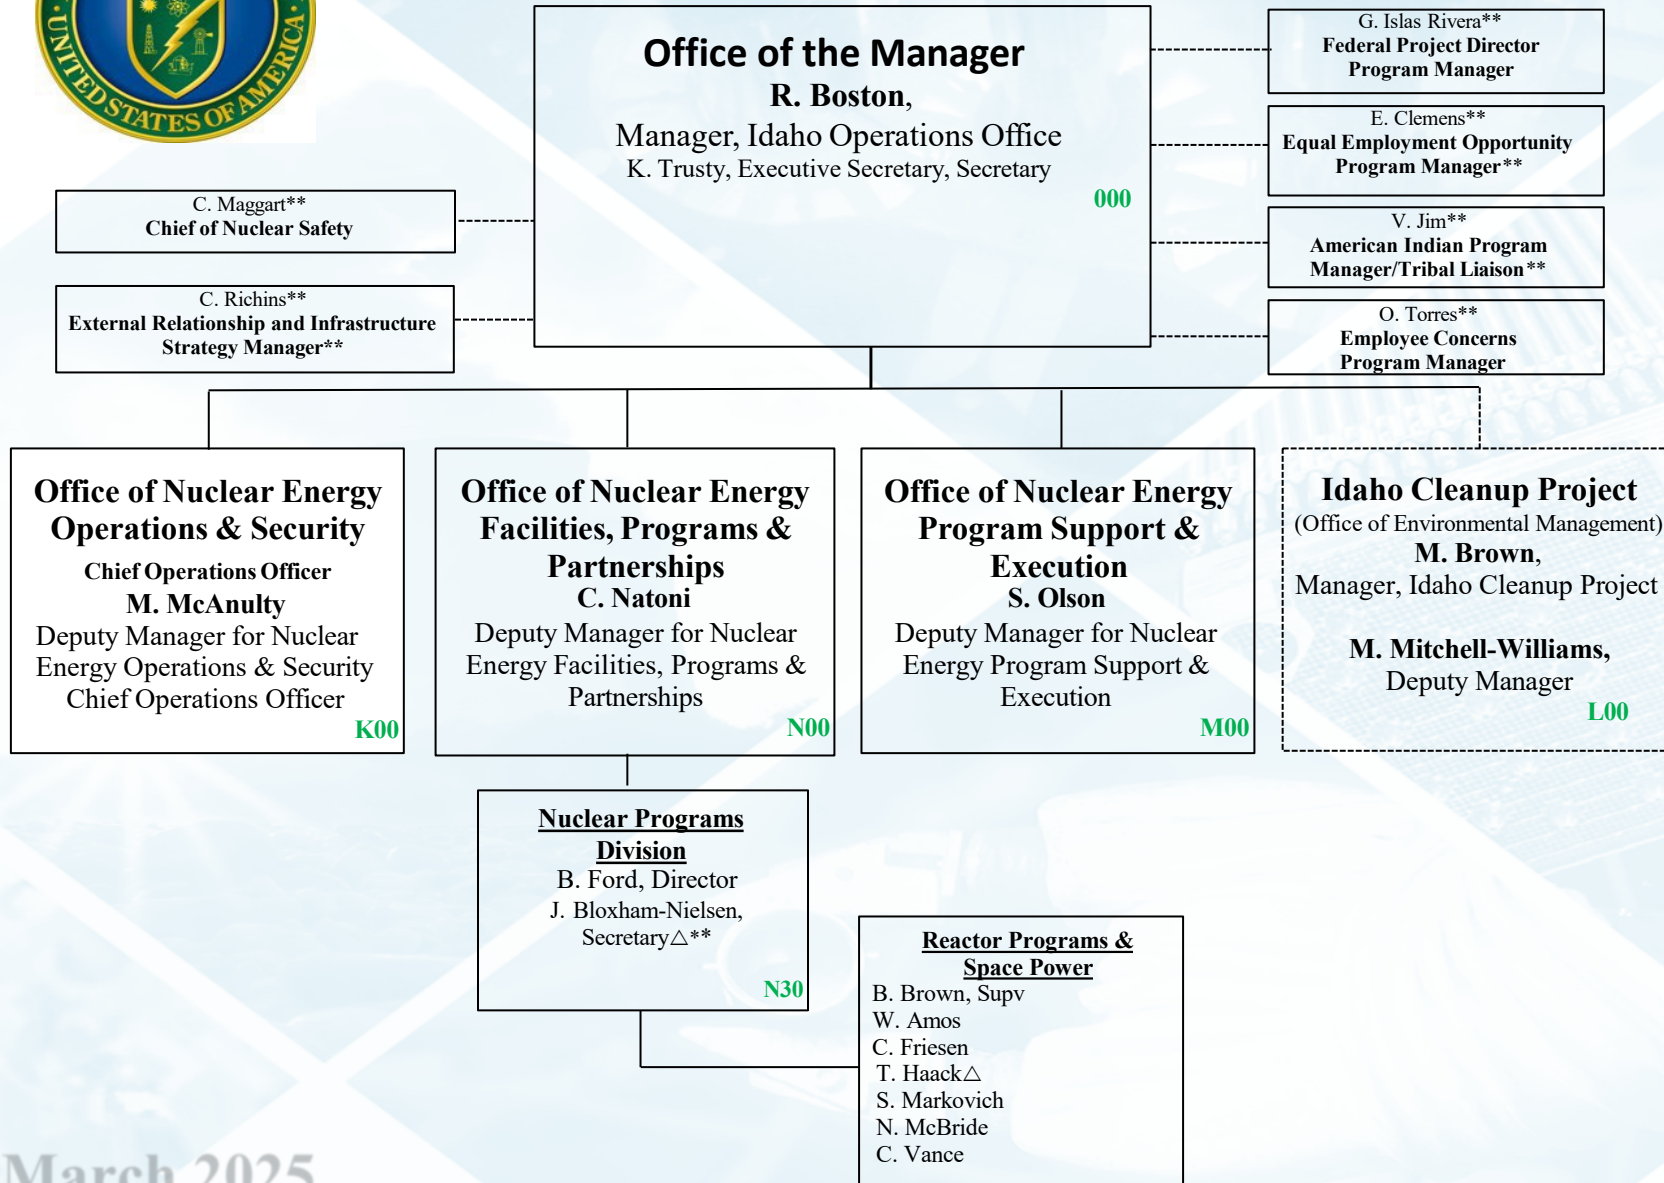 · UNITED STATES OF AMERICA ·
Office of the Manager
R. Boston,
Manager, Idaho Operations Office
K. Trusty, Executive Secretary, Secretary
000
G. Islas Rivera**
Federal Project Director
Program Manager
E. Clemens**
Equal Employment Opportunity
Program Manager**
V. Jim**
American Indian Program
Manager/Tribal Liaison**
O. Torres**
Employee Concerns
Program Manager
C. Maggart**
Chief of Nuclear Safety
C. Richins**
External Relationship and Infrastructure
Strategy Manager**
Office of Nuclear Energy
Operations & Security
Chief Operations Officer
M. McAnulty
Deputy Manager for Nuclear
Energy Operations & Security
Chief Operations Officer
K00
Office of Nuclear Energy
Facilities, Programs &
Partnerships
C. Natoni
Deputy Manager for Nuclear
Energy Facilities, Programs &
Partnerships
N00
Office of Nuclear Energy
Program Support &
Execution
S. Olson
Deputy Manager for Nuclear
Energy Program Support &
Execution
M00
Idaho Cleanup Project
(Office of Environmental Management)
M. Brown,
Manager, Idaho Cleanup Project
M. Mitchell-Williams,
Deputy Manager
L00
Nuclear Programs
Division
B. Ford, Director
J. Bloxham-Nielsen,
Secretary△**
N30
Reactor Programs &
Space Power
B. Brown, Supv
W. Amos
C. Friesen
T. Haack△
S. Markovich
N. McBride
C. Vance
March 2025